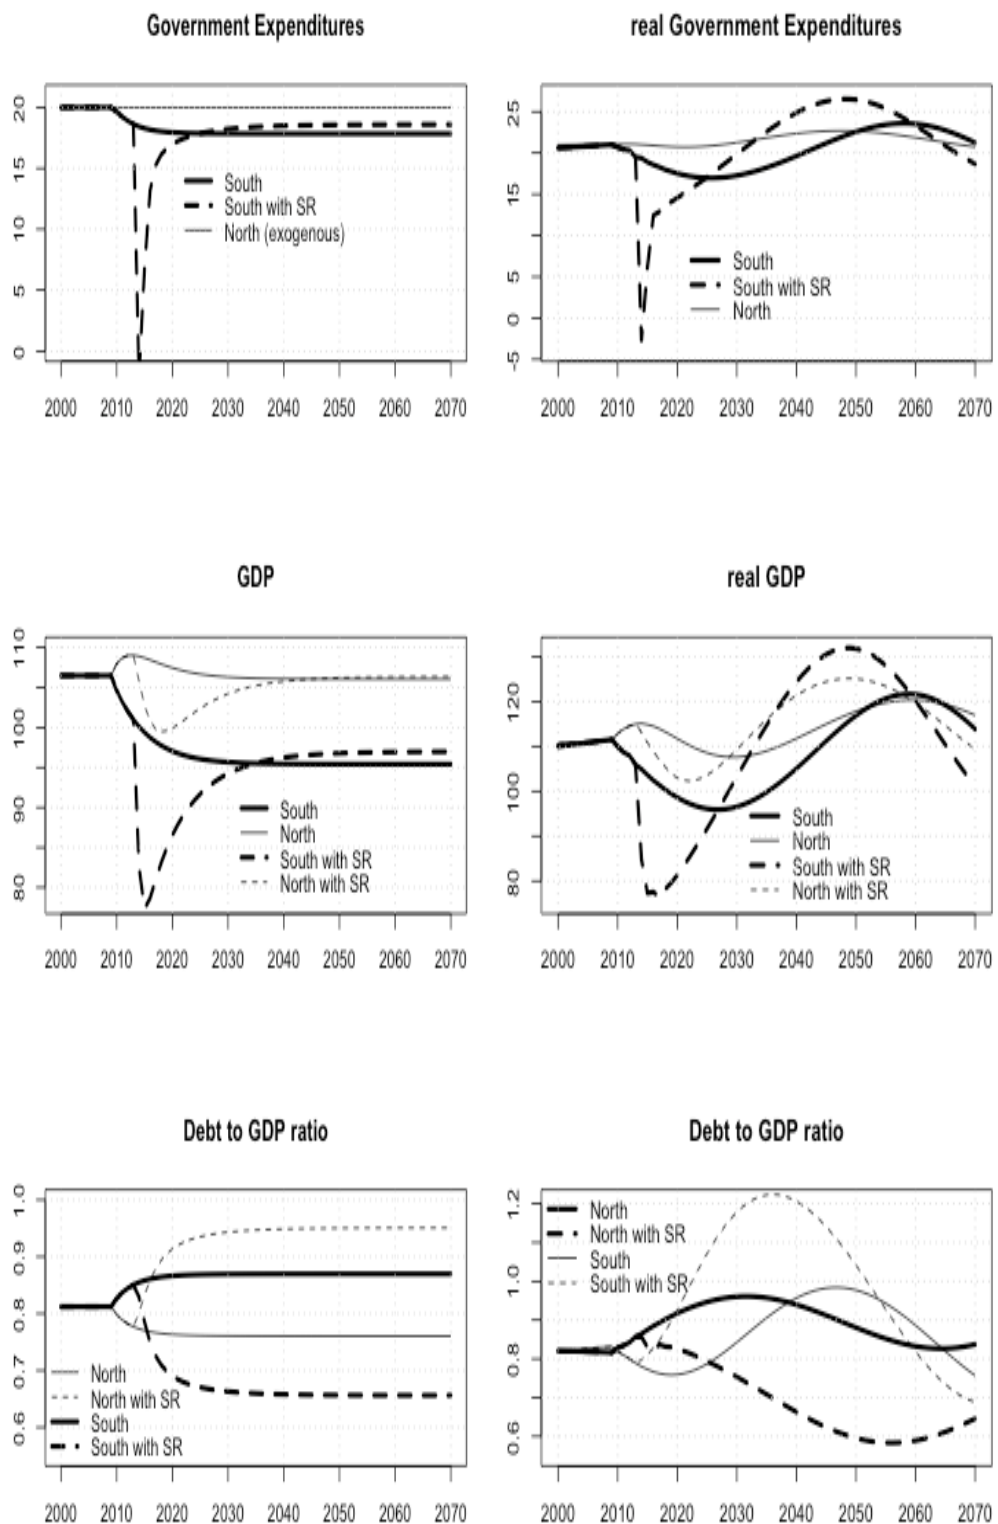 Government Expenditures
20
15
10
5
0
South
South with SR
North (exogenous)
2000 2010 2020 2030 2040 2050 2060 2070
real Government Expenditures
25
15
5
0
-5
South
South with SR
North
2000 2010 2020 2030 2040 2050 2060 2070
GDP
110
100
90
80
South
North
South with SR
North with SR
2000 2010 2020 2030 2040 2050 2060 2070
real GDP
120
100
80
South
North
South with SR
North with SR
2000 2010 2020 2030 2040 2050 2060 2070
Debt to GDP ratio
1.0
0.9
0.8
0.7
0.6
North
North with SR
South
South with SR
2000 2010 2020 2030 2040 2050 2060 2070
Debt to GDP ratio
1.2
1.0
0.8
0.6
North
North with SR
South
South with SR
2000 2010 2020 2030 2040 2050 2060 2070